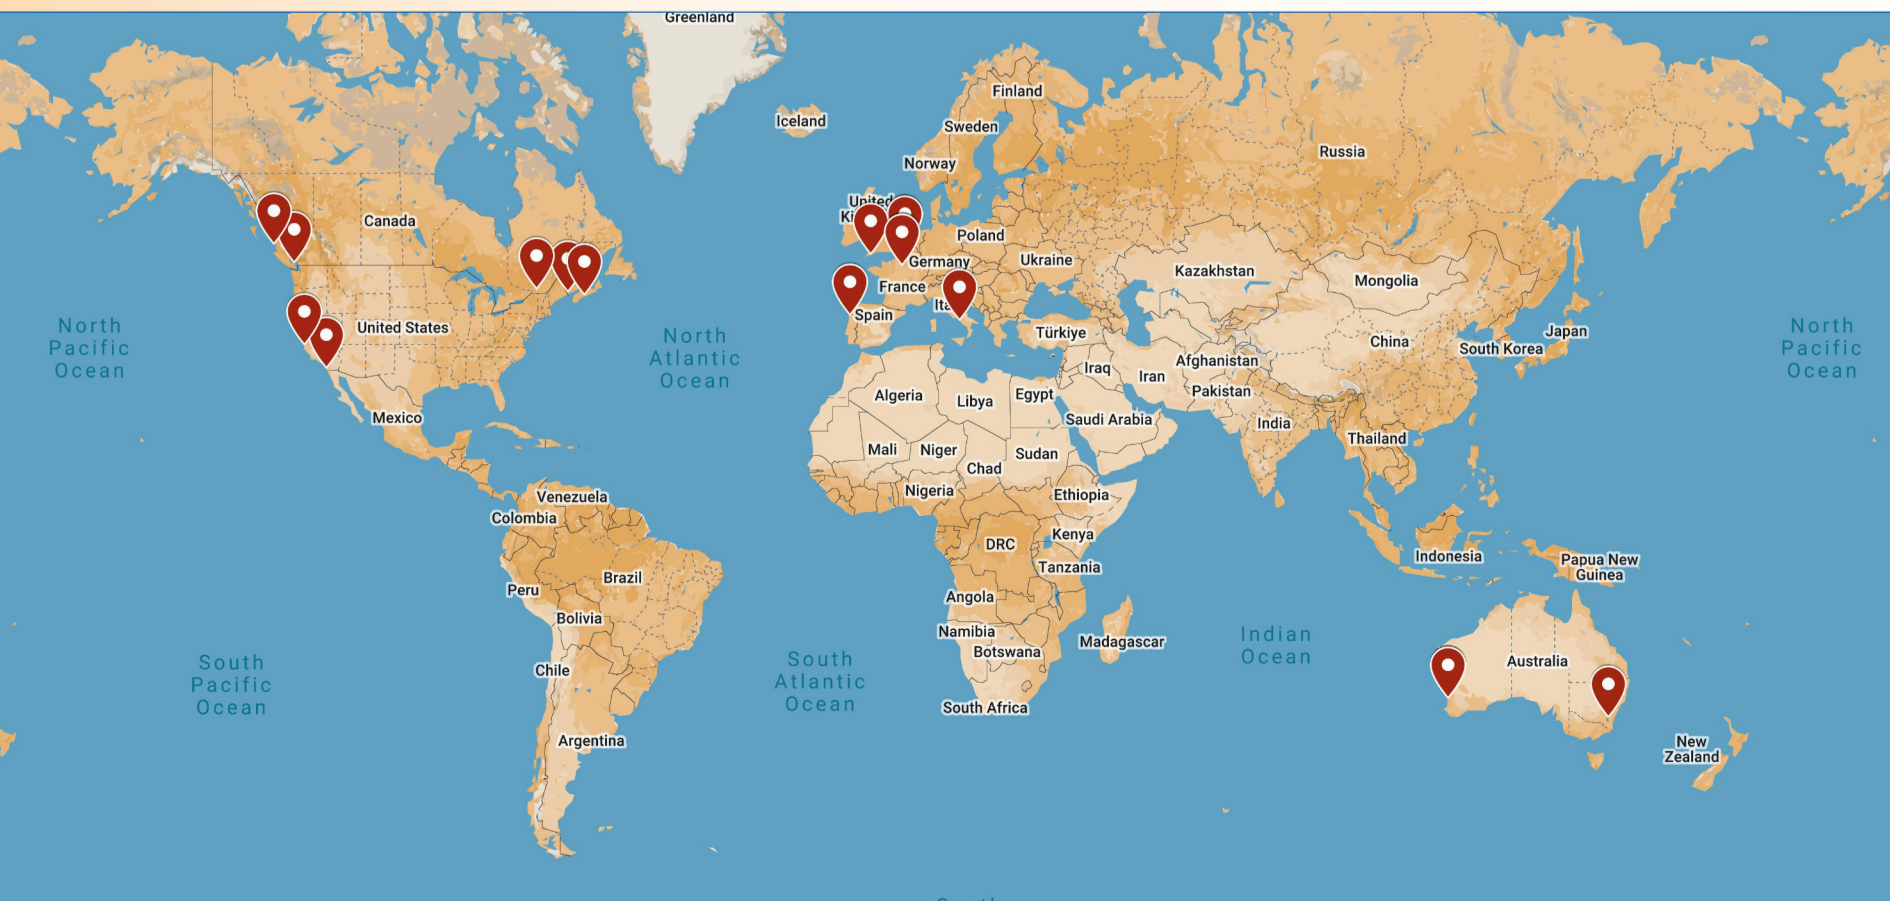 Greenland
Iceland
Finland
Sweden
Norway
Russia
United
Canada
Poland
Germany
Ukraine
Kazakhstan
Mongolia
France
Spain
Türkiye
United States
North
Pacific
Ocean
North
Atlantic
Ocean
China
South Korea
Japan
North
Pacific
Ocean
Afghanistan
Iraq
Iran
Pakistan
Algeria
Libya
Egypt
Saudi Arabia
India
Mexico
Thailand
Mali
Niger
Chad
Sudan
Nigeria
Ethiopia
Venezuela
Colombia
DRC
Kenya
Tanzania
Indonesia
Papua New
Guinea
Brazil
Peru
Bolivia
Angola
Namibia
Botswana
Madagascar
Indian
Ocean
Australia
Chile
South
Pacific
Ocean
South
Atlantic
Ocean
South Africa
Argentina
New
Zealand